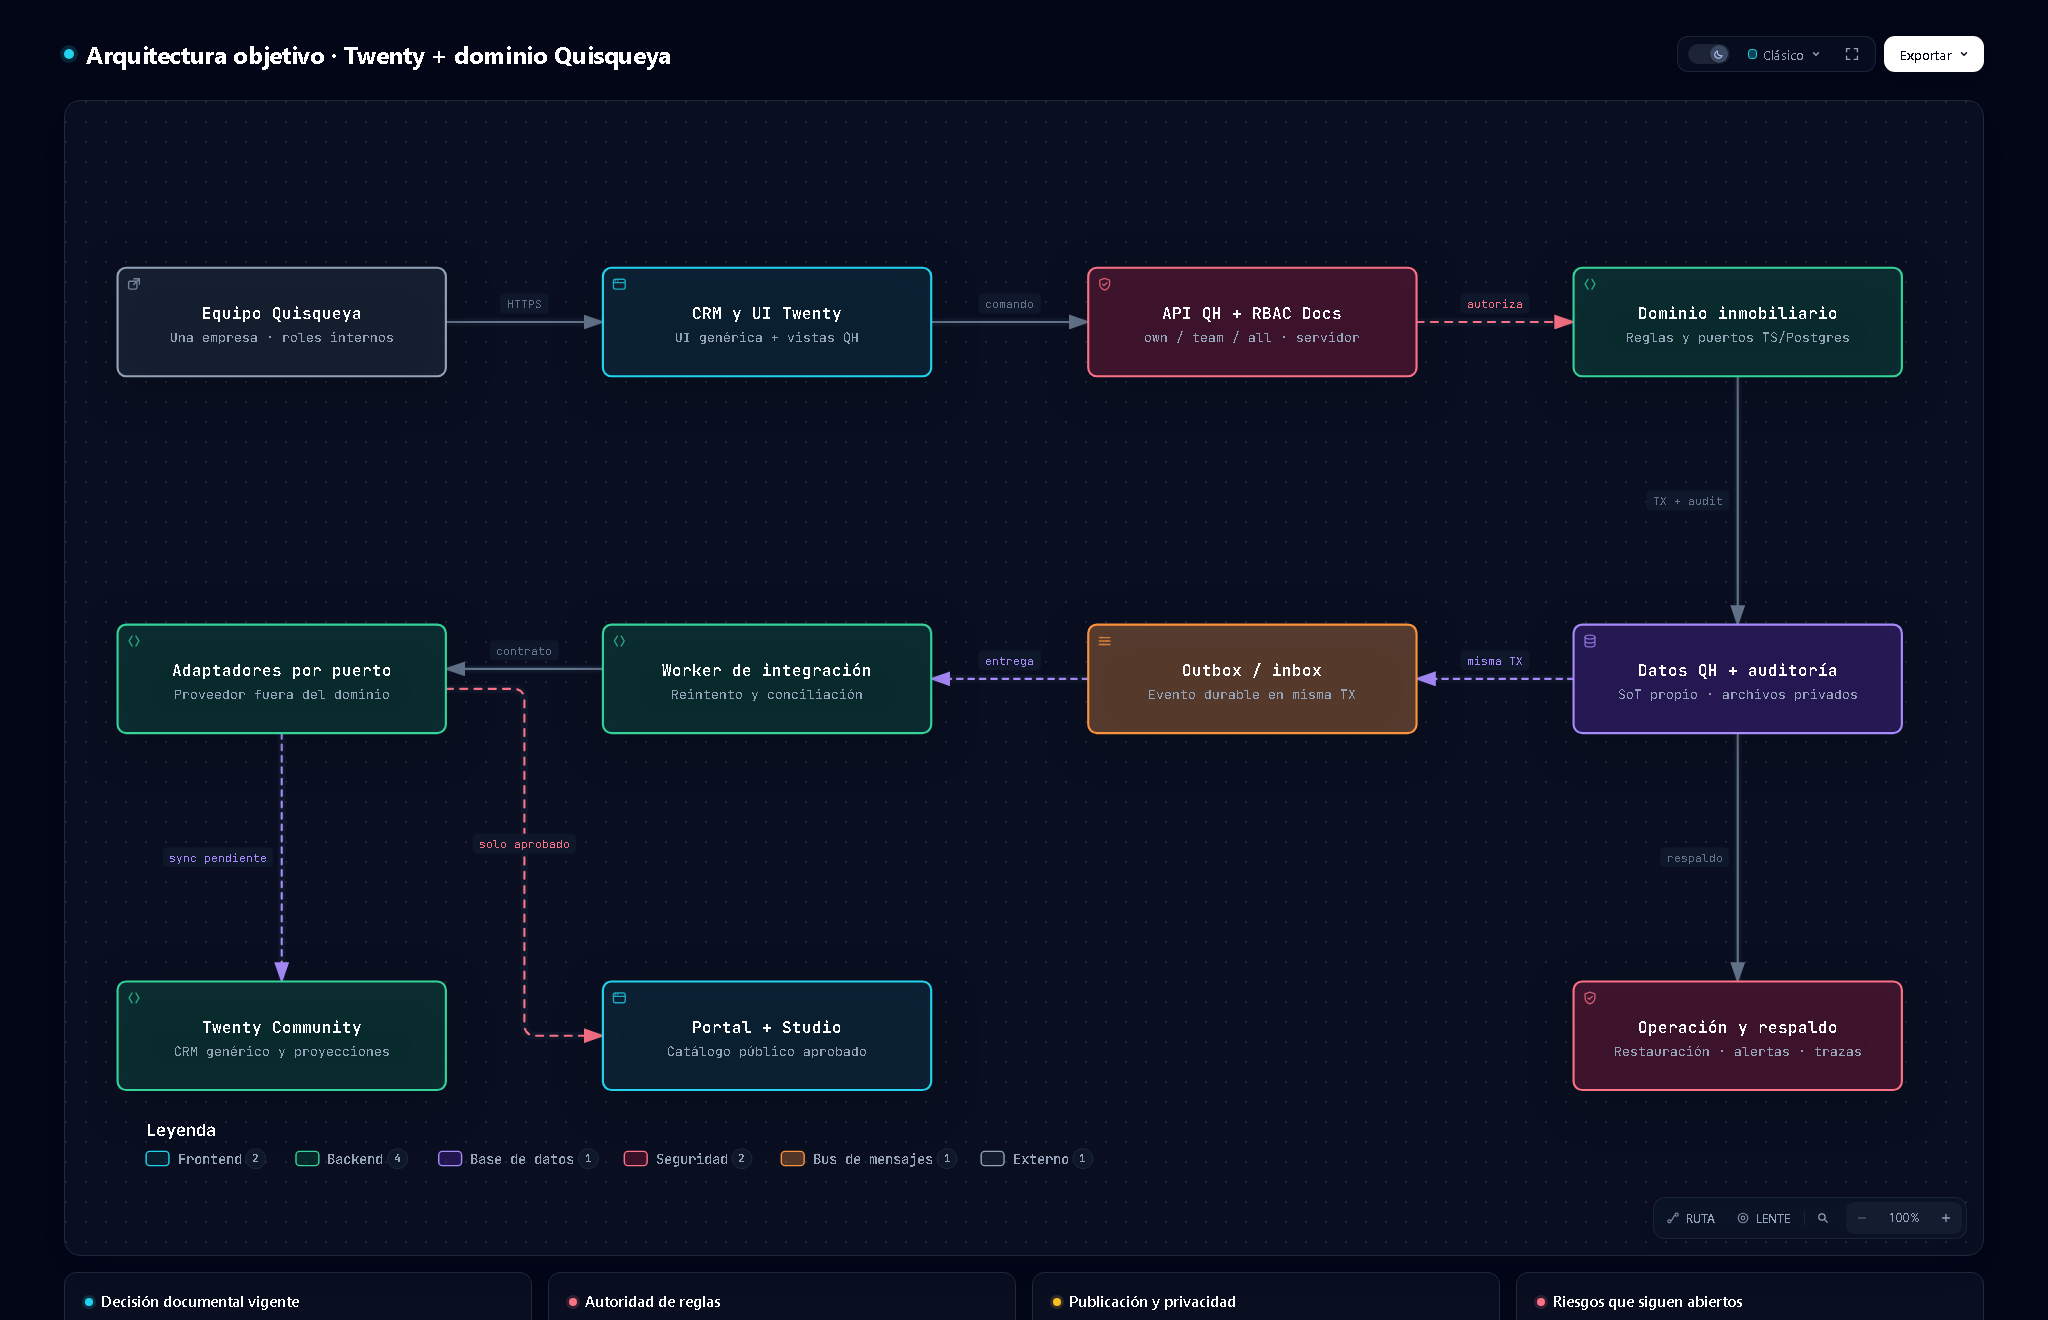 Arquitectura objetivo · Twenty + dominio Quisqueya
Clásico
Exportar
Equipo Quisqueya
Una empresa · roles internos
HTTPS
CRM y UI Twenty
UI genérica + vistas QH
comando
API QH + RBAC Docs
own / team / all · servidor
autoriza
Dominio inmobiliario
Reglas y puertos TS/Postgres
TX + audit
Adaptadores por puerto
Proveedor fuera del dominio
contrato
Worker de integración
Reintento y conciliación
entrega
Outbox / inbox
Evento durable en misma TX
misma TX
Datos QH + auditoría
SoT propio · archivos privados
sync pendiente
solo aprobado
respaldo
Twenty Community
CRM genérico y proyecciones
Portal + Studio
Catálogo público aprobado
Operación y respaldo
Restauración · alertas · trazas
Leyenda
Frontend 2
Backend 4
Base de datos 1
Seguridad 2
Bus de mensajes 1
Externo 1
RUTA
LENTE
− 100% +
Decisión documental vigente
Autoridad de reglas
Publicación y privacidad
Riesgos que siguen abiertos